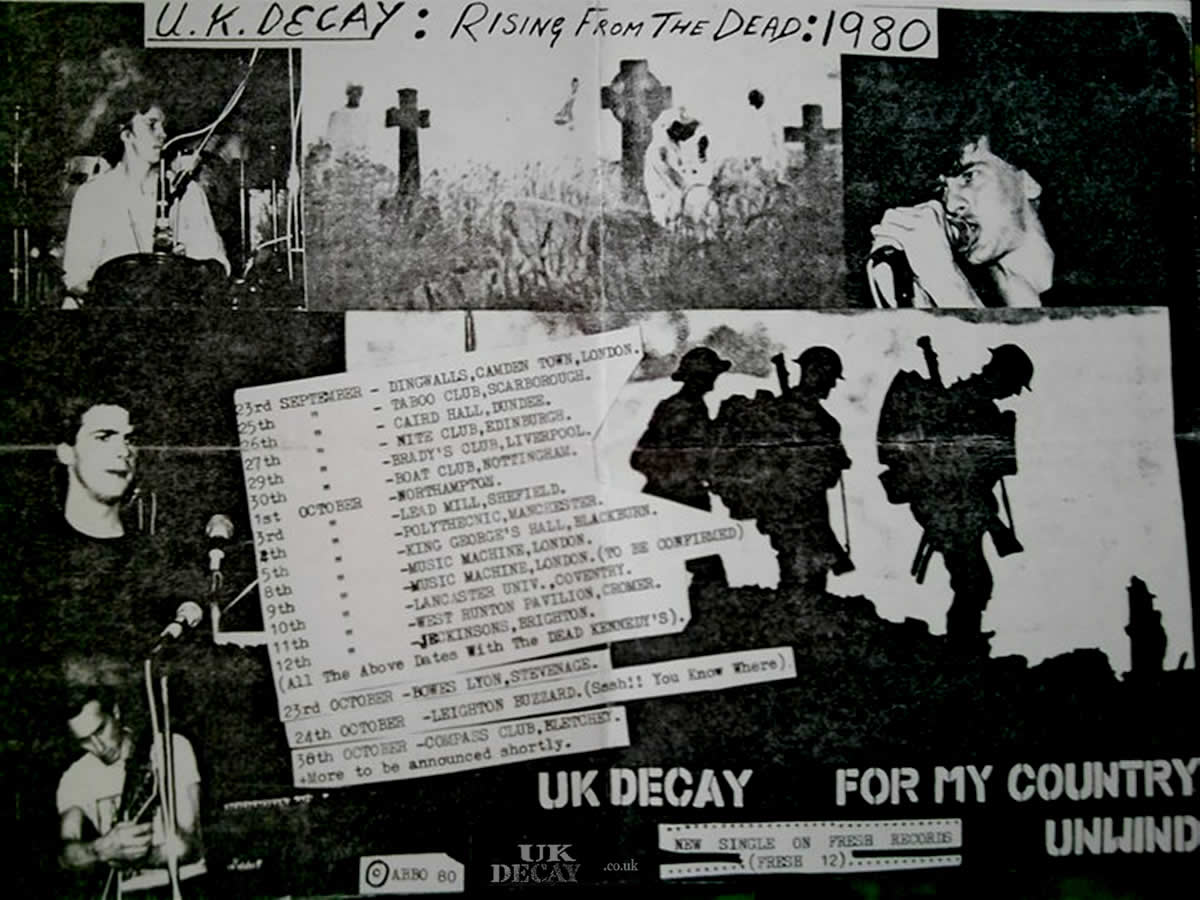 U.K. DECAY: RISING FROM THE DEAD: 1980
23rd SEPTEMBER - DINGWALLS, CAMDEN TOWN, LONDON.
25th " - TABOO CLUB, SCARBOROUGH.
26th " - CAIRD HALL, DUNDEE.
27th " - NITE CLUB, EDINBURGH.
29th " -BRADY'S CLUB, LIVERPOOL.
30th " -BOAT CLUB, NOTTINGHAM.
1st OCTOBER -NORTHAMPTON.
3rd " -LEAD MILL, SHEFIELD.
4th " -POLYTHECNIC, MANCHESTER.
5th " -KING GEORGE'S HALL, BLACKBURN.
8th " -MUSIC MACHINE, LONDON.
9th " -MUSIC MACHINE, LONDON. (TO BE CONFIRMED)
10th " -LANCASTER UNIV., COVENTRY.
11th " -WEST RUNTON PAVILION, CROMER.
12th " -JECKINSONS, BRIGHTON.
(All The Above Dates With The DEAD KENNEDY'S).
23rd OCTOBER -BOWES LYON, STEVENAGE.
24th OCTOBER -LEIGHTON BUZZARD. (Sssh!! You Know Where).
30th OCTOBER -COMPASS CLUB, BLETCHEY.
+More to be announced shortly.
UK DECAY FOR MY COUNTRY
UNWIND
NEW SINGLE ON FRESH RECORDS
(FRESH 12)
© ABBO 80
UK DECAY .co.uk